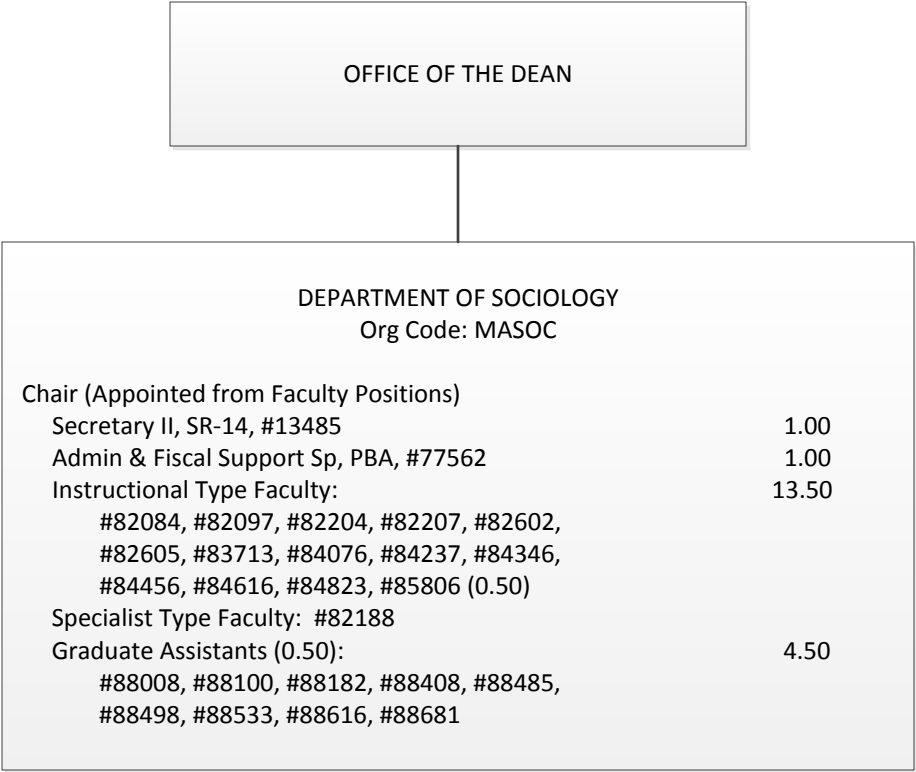 OFFICE OF THE DEAN
DEPARTMENT OF SOCIOLOGY
Org Code: MASOC
Chair (Appointed from Faculty Positions)
Secretary II, SR-14, #13485 1.00
Admin & Fiscal Support Sp, PBA, #77562 1.00
Instructional Type Faculty: 13.50
#82084, #82097, #82204, #82207, #82602,
#82605, #83713, #84076, #84237, #84346,
#84456, #84616, #84823, #85806 (0.50)
Specialist Type Faculty: #82188
Graduate Assistants (0.50): 4.50
#88008, #88100, #88182, #88408, #88485,
#88498, #88533, #88616, #88681